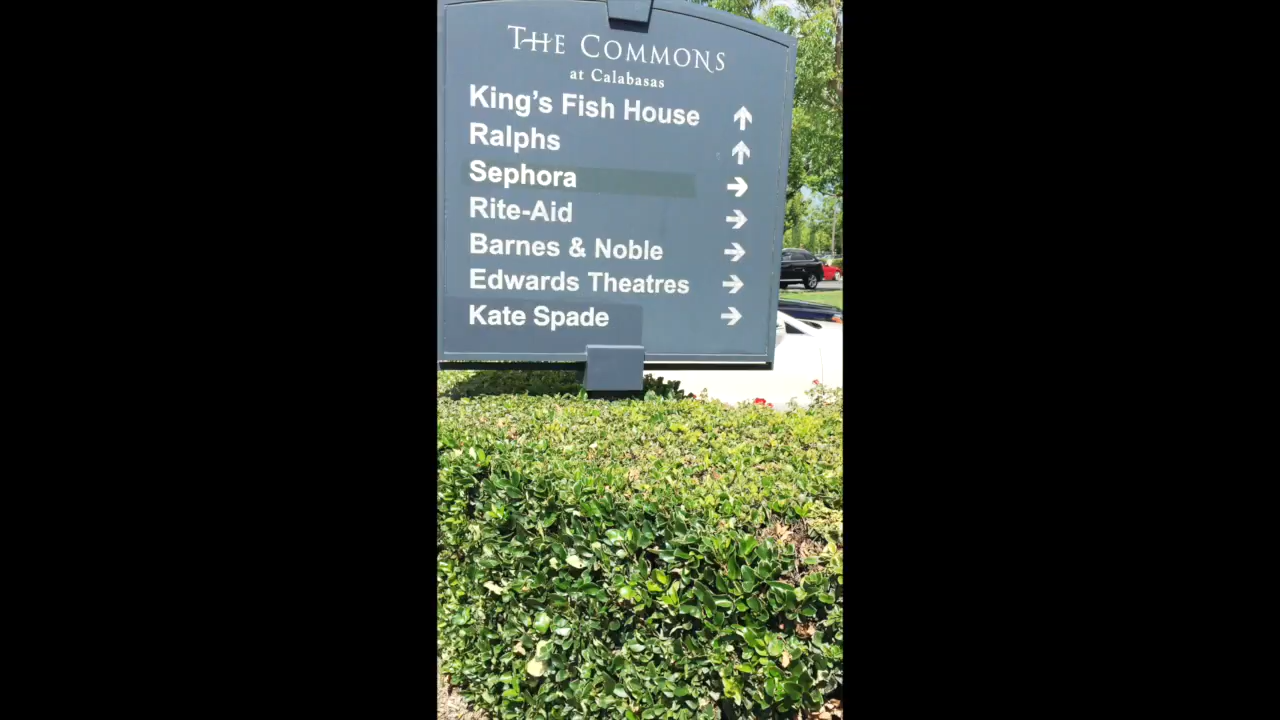 THE COMMONS
at Calabasas
King's Fish House ↑
Ralphs ↑
Sephora →
Rite-Aid →
Barnes & Noble →
Edwards Theatres →
Kate Spade →